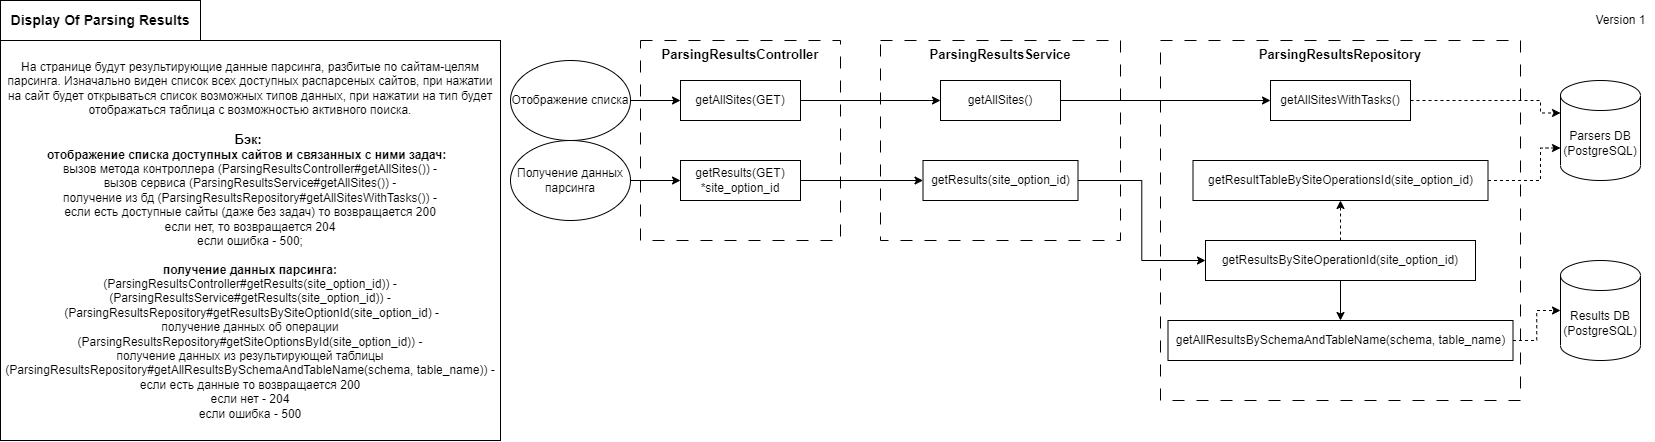 Display Of Parsing Results
Version 1
На странице будут результирующие данные парсинга, разбитые по сайтам-целям
парсинга. Изначально виден список всех доступных распарсеных сайтов, при нажатии
на сайт будет открываться список возможных типов данных, при нажатии на тип будет
отображаться таблица с возможностью активного поиска.
Бэк:
отображение списка доступных сайтов и связанных с ними задач:
вызов метода контроллера (ParsingResultsController#getAllSites()) -
вызов сервиса (ParsingResultsService#getAllSites()) -
получение из бд (ParsingResultsRepository#getAllSitesWithTasks()) -
если есть доступные сайты (даже без задач) то возвращается 200
если нет, то возвращается 204
если ошибка - 500;
получение данных парсинга:
(ParsingResultsController#getResults(site_option_id)) -
(ParsingResultsService#getResults(site_option_id)) -
(ParsingResultsRepository#getResultsBySiteOptionId(site_option_id) -
получение данных об операции
(ParsingResultsRepository#getSiteOptionsById(site_option_id)) -
получение данных из результирующей таблицы
(ParsingResultsRepository#getAllResultsBySchemaAndTableName(schema, table_name)) -
если есть данные то возвращается 200
если нет - 204
если ошибка - 500
Отображение списка
Получение данных
парсинга
ParsingResultsController
getAllSites(GET)
getResults(GET)
*site_option_id
ParsingResultsService
getAllSites()
getResults(site_option_id)
ParsingResultsRepository
getAllSitesWithTasks()
getResultTableBySiteOperationsId(site_option_id)
getResultsBySiteOperationId(site_option_id)
getAllResultsBySchemaAndTableName(schema, table_name)
Parsers DB
(PostgreSQL)
Results DB
(PostgreSQL)